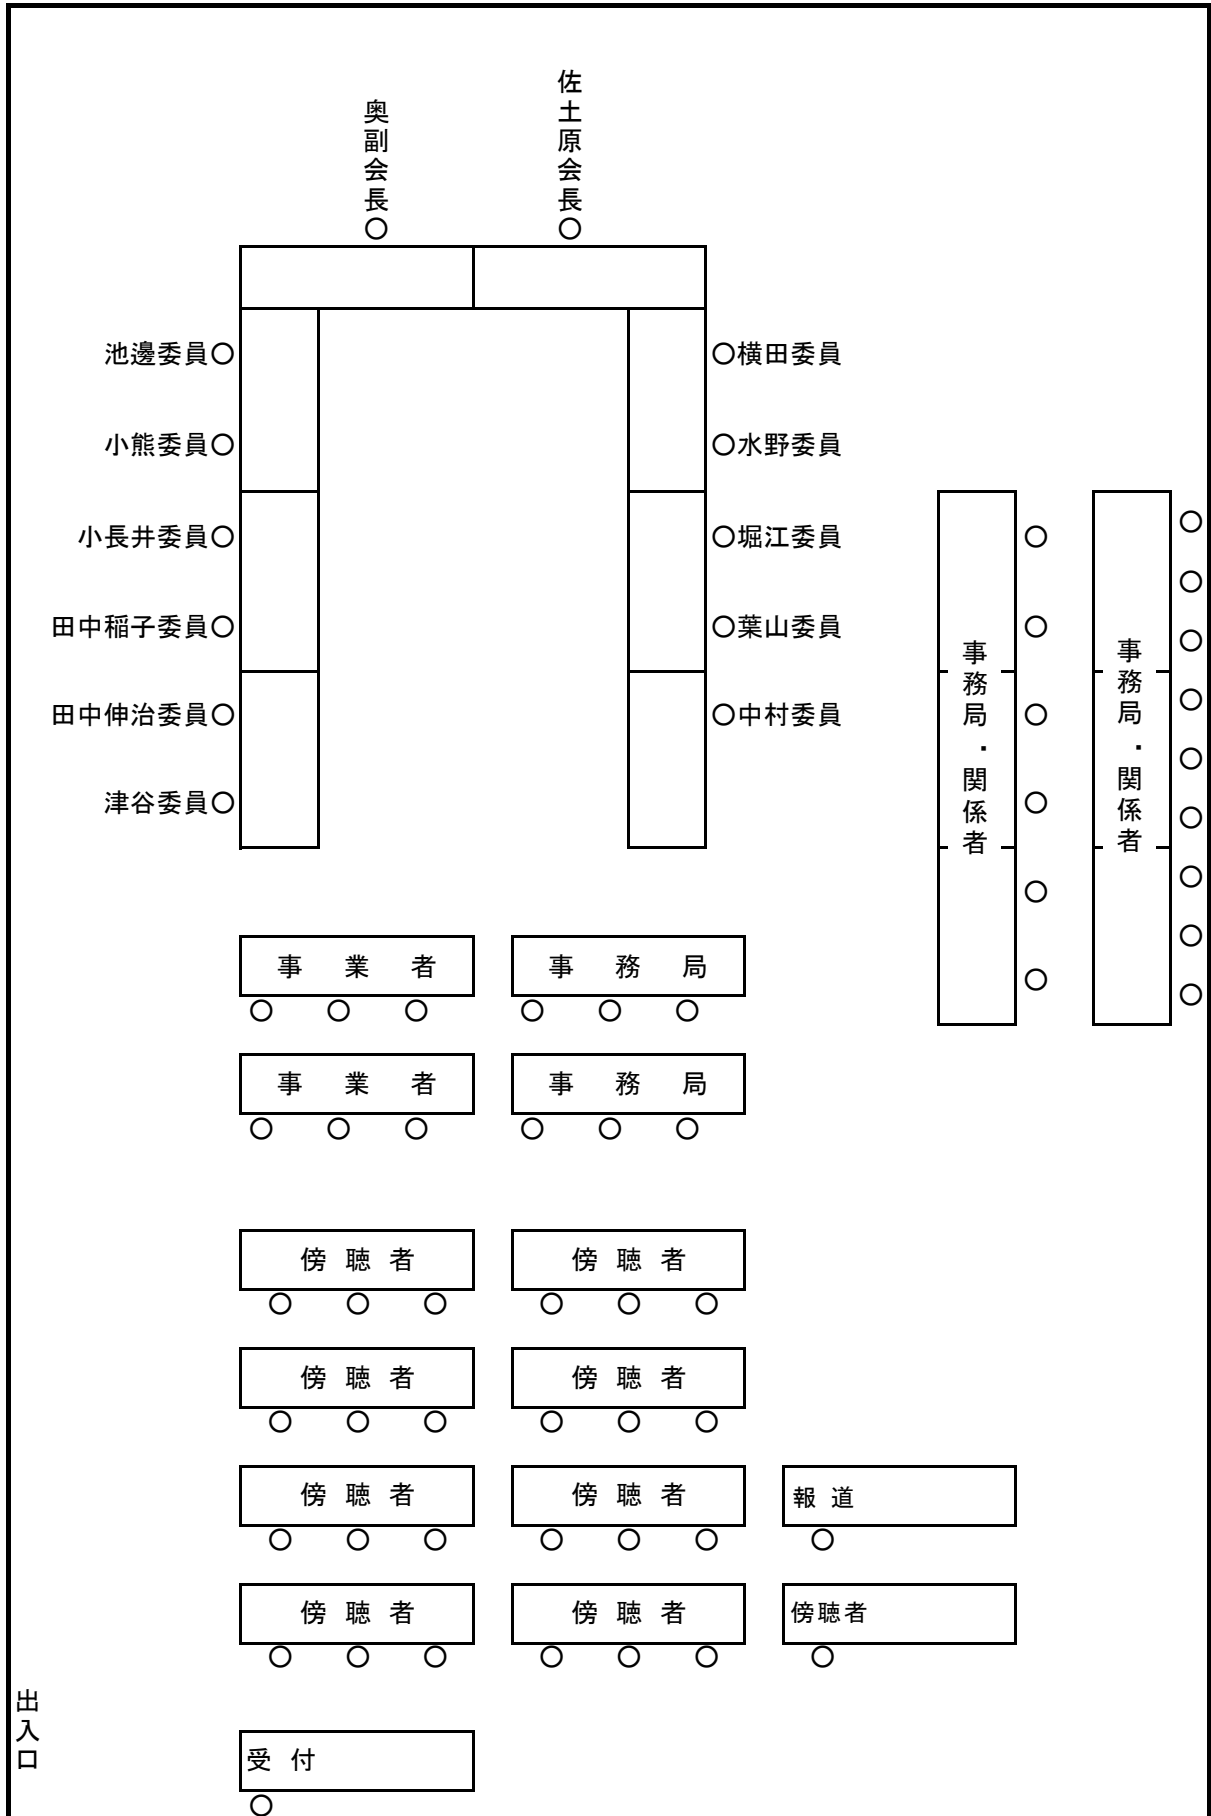 佐土原会長○
奥副会長○
池邊委員○
○横田委員
小熊委員○
○水野委員
小長井委員○
○堀江委員
田中稲子委員○
○葉山委員
田中伸治委員○
○中村委員
津谷委員○
事務局・関係者
事務局・関係者
事業者
事務局
○ ○ ○
○ ○ ○
事業者
事務局
○ ○ ○
○ ○ ○
傍聴者
傍聴者
○ ○ ○
○ ○ ○
傍聴者
傍聴者
○ ○ ○
○ ○ ○
傍聴者
傍聴者
報道
○ ○ ○
○ ○ ○
○
傍聴者
傍聴者
傍聴者
○ ○ ○
○ ○ ○
○
出入口
受付
○